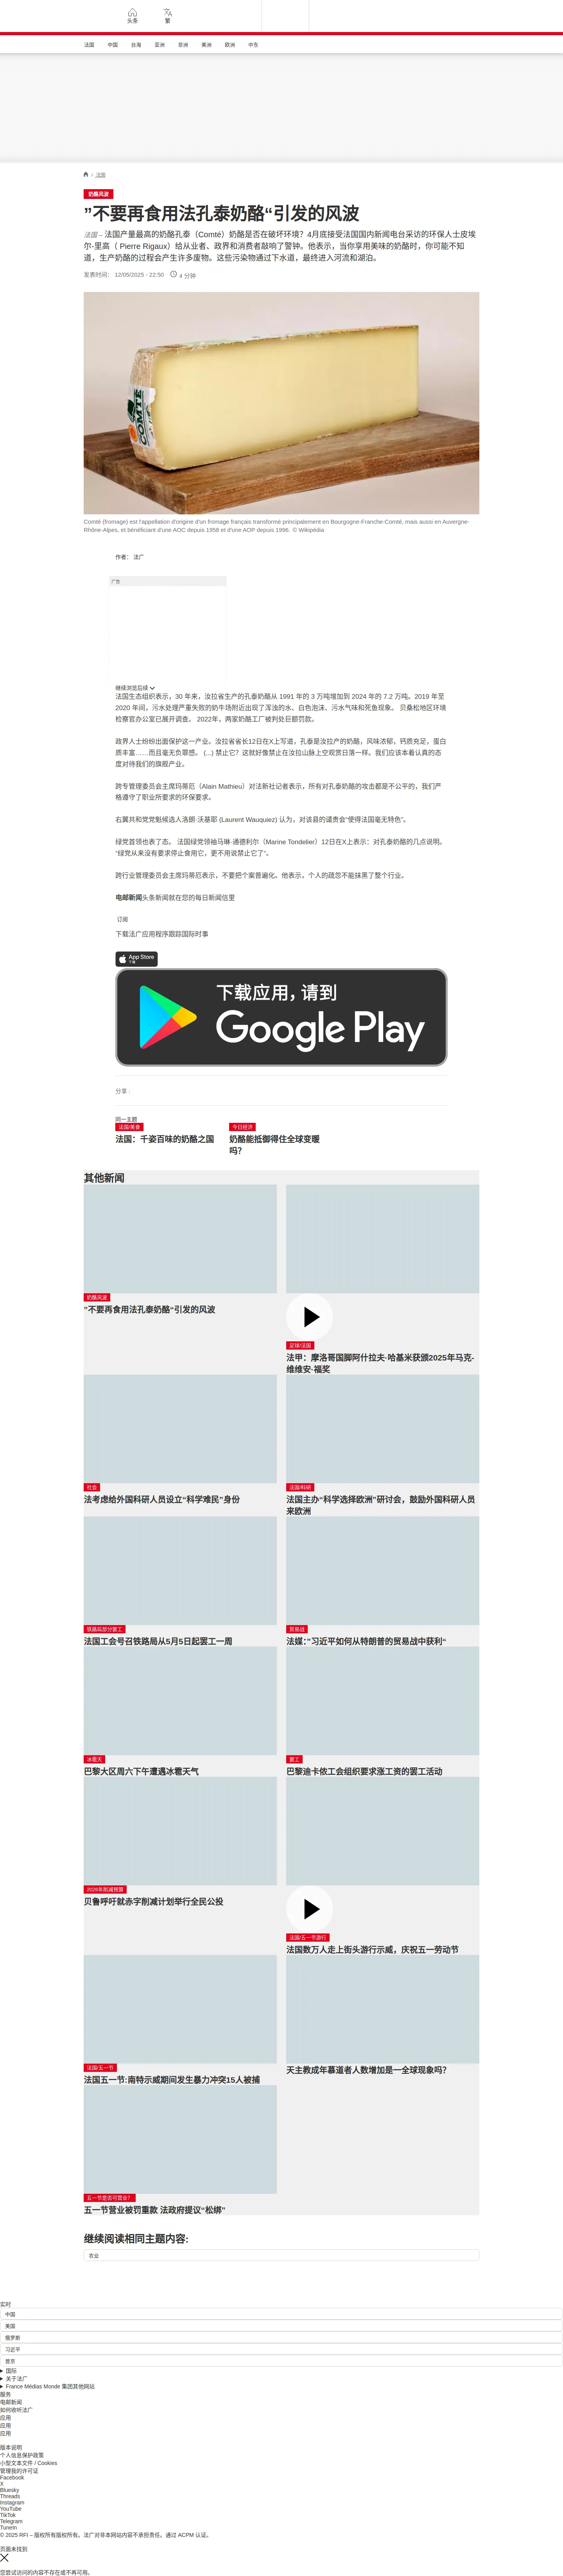 头条
繁
法国
中国
台海
亚洲
非洲
美洲
欧洲
中东
/ 法国
奶酪风波
”不要再食用法孔泰奶酪“引发的风波
法国 – 法国产量最高的奶酪孔泰（Comté）奶酪是否在破坏环境？4月底接受法国国内新闻电台采访的环保人士皮埃
尔-里高（ Pierre Rigaux）给从业者、政界和消费者敲响了警钟。他表示，当你享用美味的奶酪时，你可能不知
道，生产奶酪的过程会产生许多废物。这些污染物通过下水道，最终进入河流和湖泊。
发表时间： 12/05/2025 - 22:50 4 分钟
COMTÉ
Comté (fromage) est l'appellation d'origine d'un fromage français transformé principalement en Bourgogne-Franche-Comté, mais aussi en Auvergne-
Rhône-Alpes, et bénéficiant d'une AOC depuis 1958 et d'une AOP depuis 1996. © Wikipédia
作者： 法广
广告
继续浏览后续
法国生态组织表示，30 年来，汝拉省生产的孔泰奶酪从 1991 年的 3 万吨增加到 2024 年的 7.2 万吨。2019 年至
2020 年间，污水处理严重失败的奶牛场附近出现了浑浊的水、白色泡沫、污水气味和死鱼现象。 贝桑松地区环境
检察官办公室已展开调查。 2022年，两家奶酪工厂被判处巨额罚款。
政界人士纷纷出面保护这一产业。汝拉省省长12日在X上写道，孔泰是汝拉产的奶酪，风味浓郁，钙质充足，蛋白
质丰富……而且毫无负罪感。 (...) 禁止它？这就好像禁止在汝拉山脉上空观赏日落一样。我们应该本着认真的态
度对待我们的旗舰产业。
跨专管理委员会主席玛蒂厄（Alain Mathieu）对法新社记者表示，所有对孔泰奶酪的攻击都是不公平的，我们严
格遵守了职业所要求的环保要求。
右翼共和党党魁候选人洛朗·沃基耶 (Laurent Wauquiez) 认为，对该县的谴责会“使得法国毫无特色”。
绿党首领也表了态。 法国绿党领袖马琳·通德利尔（Marine Tondelier）12日在X上表示：对孔泰奶酪的几点说明。
“绿党从来没有要求停止食用它，更不用说禁止它了”。
跨行业管理委员会主席玛蒂厄表示，不要把个案普遍化。他表示，个人的疏忽不能抹黑了整个行业。
电邮新闻头条新闻就在您的每日新闻信里
订阅
下载法广应用程序跟踪国际时事
App Store
下载应用，请到
Google Play
分享 :
同一主题
法国/美食
法国：千姿百味的奶酪之国
今日经济
奶酪能抵御得住全球变暖
吗？
其他新闻
奶酪风波
”不要再食用法孔泰奶酪“引发的风波
足球/法国
法甲：摩洛哥国脚阿什拉夫-哈基米获颁2025年马克-
维维安-福奖
社会
法考虑给外国科研人员设立“科学难民”身份
法国/科研
法国主办“科学选择欧洲”研讨会，鼓励外国科研人员
来欧洲
铁路局部分罢工
法国工会号召铁路局从5月5日起罢工一周
贸易战
法媒："习近平如何从特朗普的贸易战中获利“
冰雹天
巴黎大区周六下午遭遇冰雹天气
罢工
巴黎迪卡侬工会组织要求涨工资的罢工活动
2026年削减预算
贝鲁呼吁就赤字削减计划举行全民公投
法国/五一节游行
法国数万人走上街头游行示威，庆祝五一劳动节
法国/五一节
法国五一节:南特示威期间发生暴力冲突15人被捕
天主教成年慕道者人数增加是一全球现象吗？
五一节是否可营业？
五一节营业被罚重款 法政府提议“松绑”
继续阅读相同主题内容:
农业
实时
中国
美国
俄罗斯
习近平
普京
国际
关于法广
France Médias Monde 集团其他网站
服务
电邮新闻
如何收听法广
应用
应用
应用
版本说明
个人信息保护政策
小型文本文件 / Cookies
管理我的许可证
Facebook
X
Bluesky
Threads
Instagram
YouTube
TikTok
Telegram
TuneIn
© 2025 RFI – 版权所有版权所有。法广对非本网站内容不承担责任。通过 ACPM 认证。
页面未找到
您尝试访问的内容不存在或不再可用。